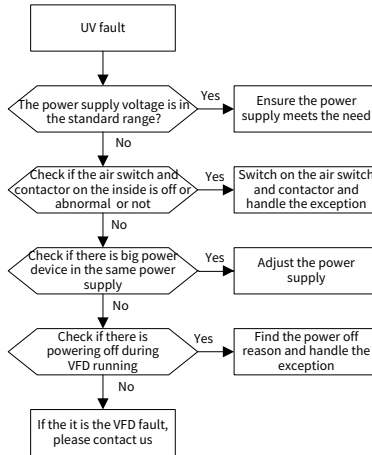 UV fault
The power supply voltage is in
the standard range?
Yes
Ensure the power
supply meets the need
No
Check if the air switch and
contactor on the inside is off or
abnormal or not
Yes
Switch on the air switch
and contactor and
handle the exception
No
Check if there is big power
device in the same power
supply
Yes
Adjust the power
supply
No
Check if there is
powering off during
VFD running
Yes
Find the power off
reason and handle the
exception
No
If the it is the VFD fault,
please contact us